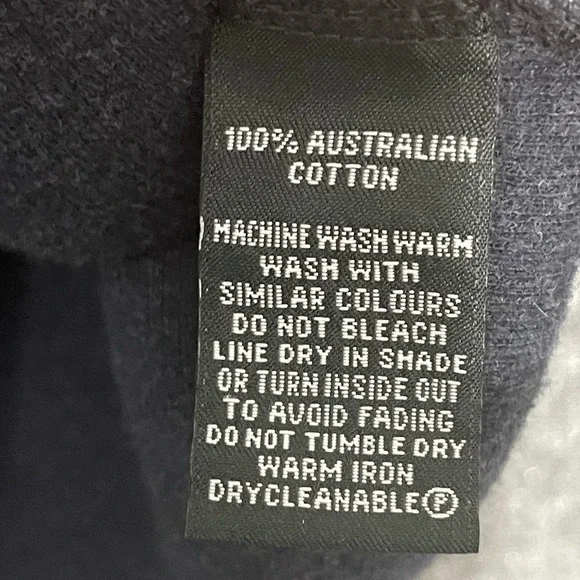 100% AUSTRALIAN
COTTON
MACHINE WASH WARM
WASH WITH
SIMILAR COLOURS
DO NOT BLEACH
LINE DRY IN SHADE
OR TURN INSIDE OUT
TO AVOID FADING
DO NOT TUMBLE DRY
WARM IRON
DRYCLEANABLE Ⓟ